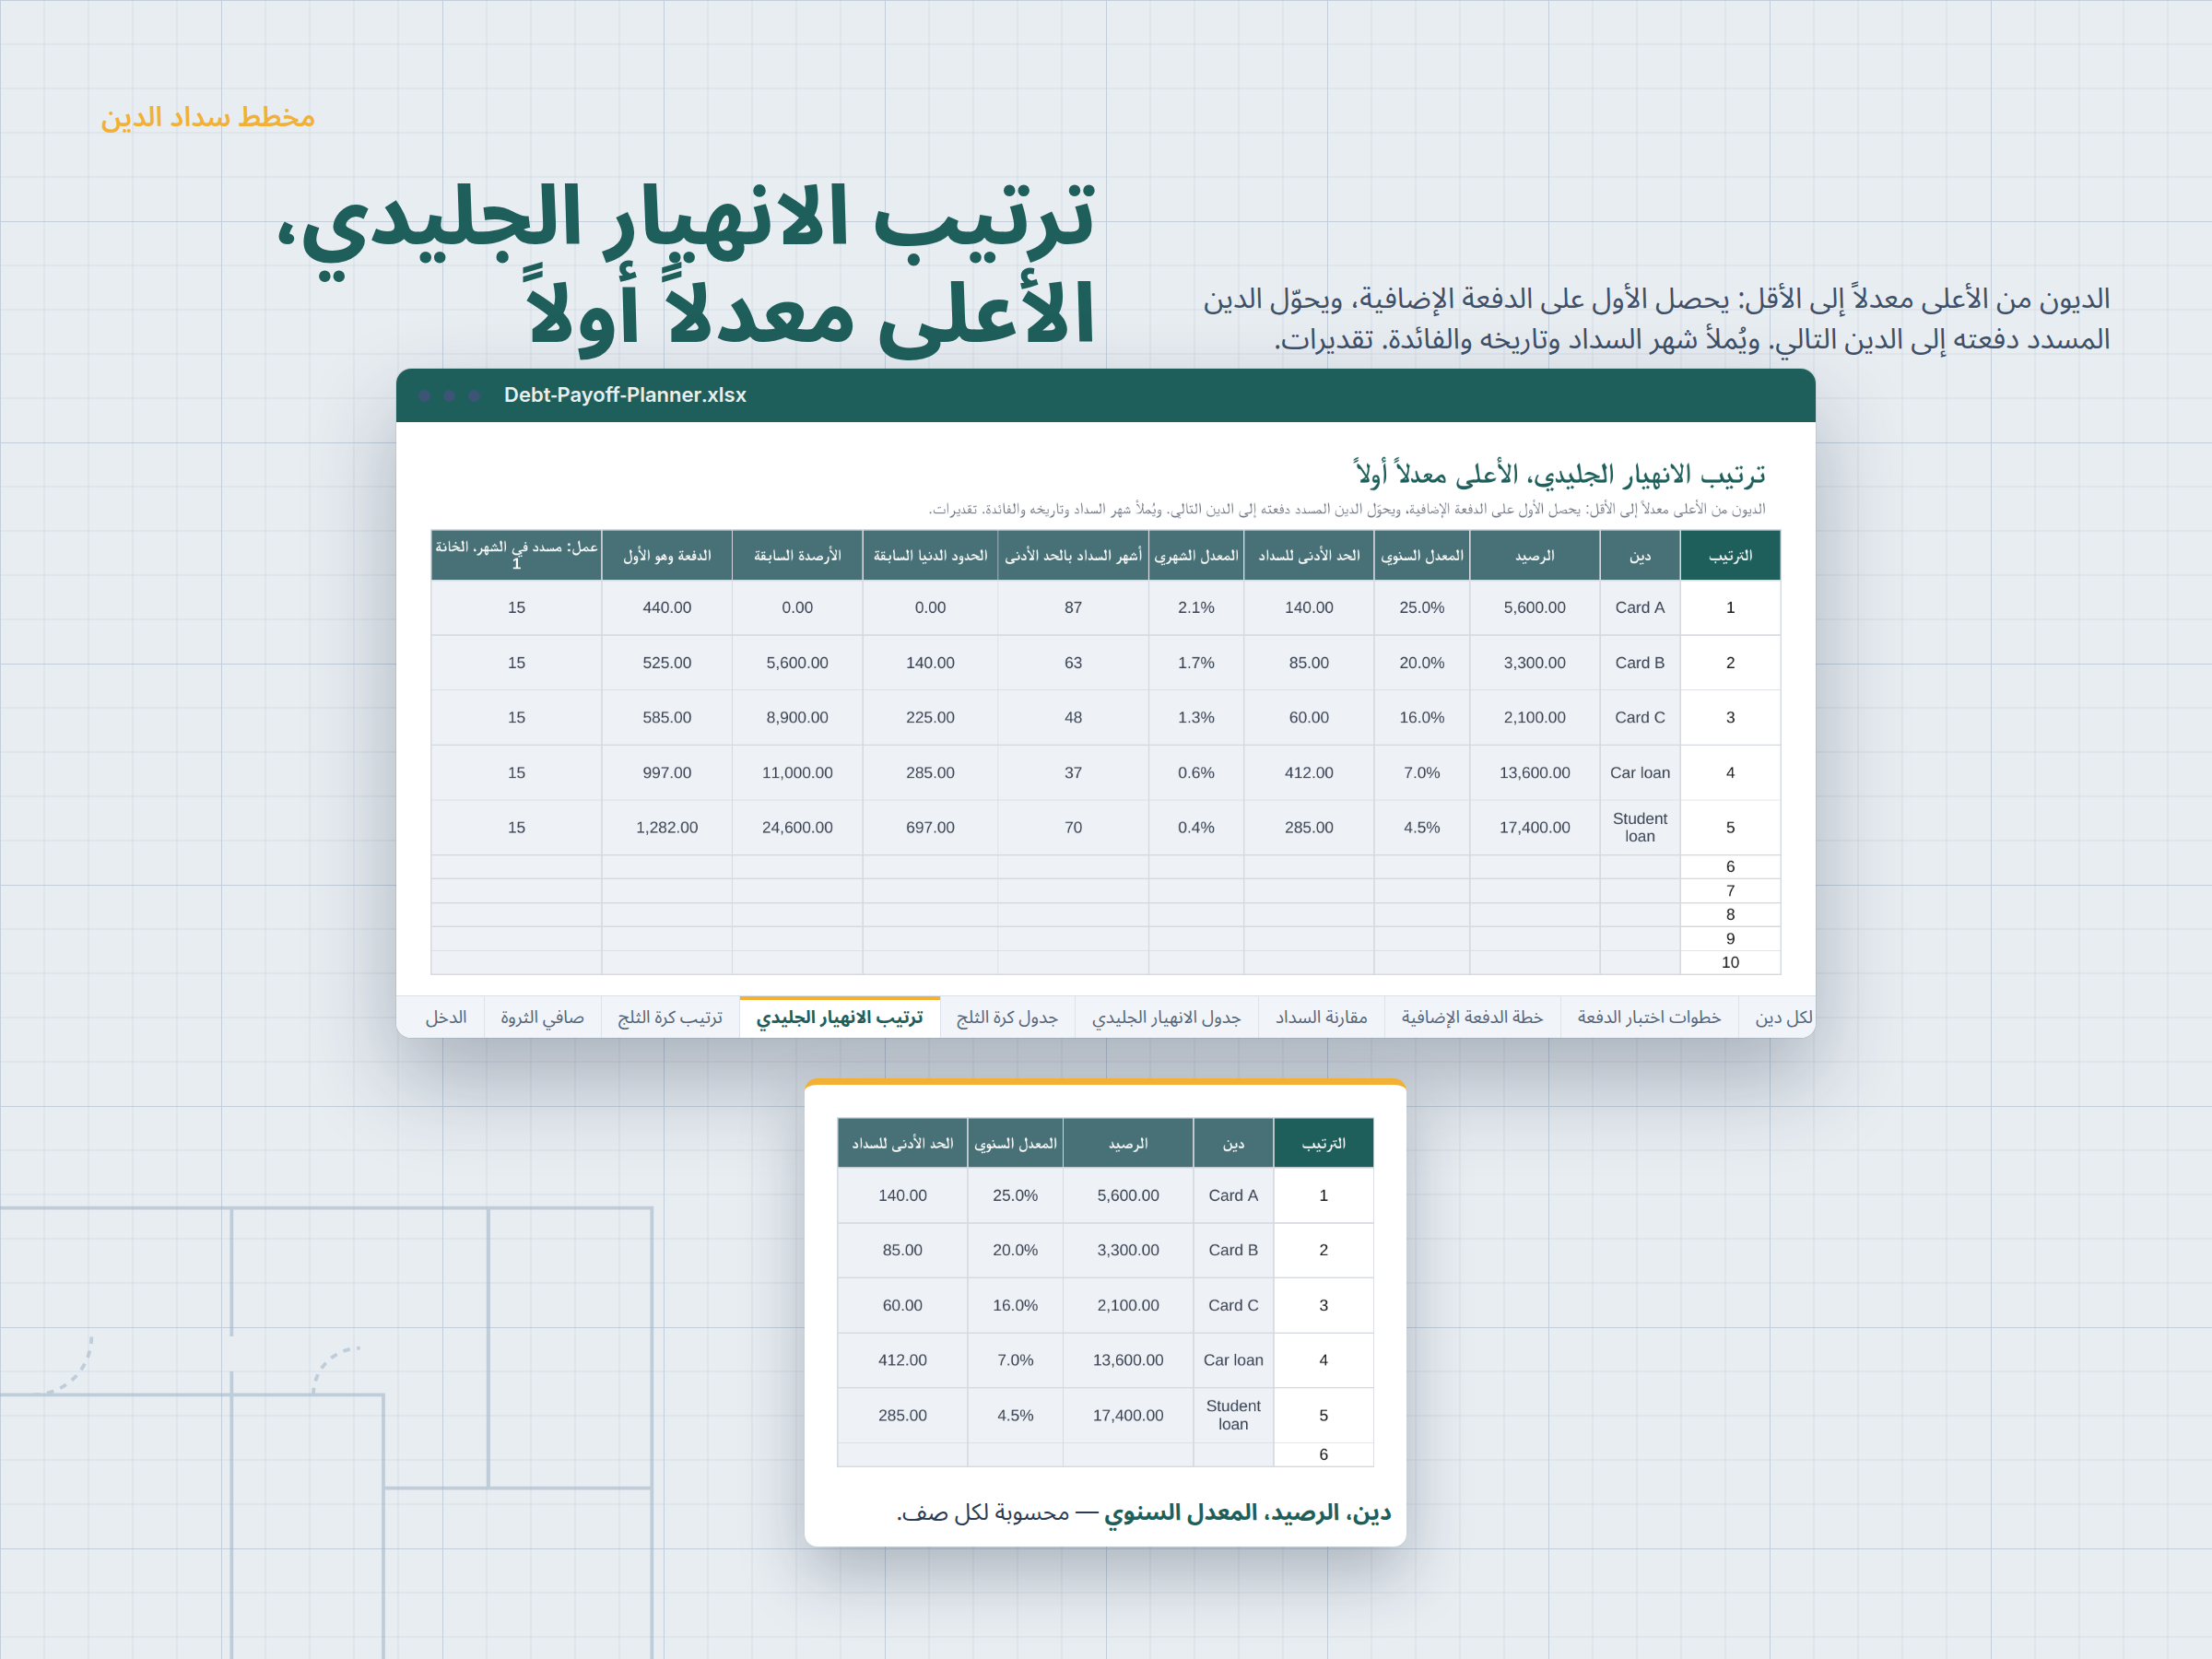 مخطط سداد الدين
ترتيب الانهيار الجليدي،
الأعلى معدلاً أولاً
الديون من الأعلى معدلاً إلى الأقل: يحصل الأول على الدفعة الإضافية، ويحوّل الدين
المسدد دفعته إلى الدين التالي. ويُملأ شهر السداد وتاريخه والفائدة. تقديرات.
Debt-Payoff-Planner.xlsx
ترتيب الانهيار الجليدي، الأعلى معدلاً أولاً
الديون من الأعلى معدلاً إلى الأقل: يحصل الأول على الدفعة الإضافية، ويحوّل الدين المسدد دفعته إلى الدين التالي. ويُملأ شهر السداد وتاريخه والفائدة. تقديرات.
الترتيب دين الرصيد المعدل السنوي الحد الأدنى للسداد المعدل الشهري أشهر السداد بالحد الأدنى الحدود الدنيا السابقة الأرصدة السابقة الدفعة وهو الأول عمل: مسدد في الشهر، الخانة
1
1 Card A 5,600.00 25.0% 140.00 2.1% 87 0.00 0.00 440.00 15
2 Card B 3,300.00 20.0% 85.00 1.7% 63 140.00 5,600.00 525.00 15
3 Card C 2,100.00 16.0% 60.00 1.3% 48 225.00 8,900.00 585.00 15
4 Car loan 13,600.00 7.0% 412.00 0.6% 37 285.00 11,000.00 997.00 15
5 Student loan 17,400.00 4.5% 285.00 0.4% 70 697.00 24,600.00 1,282.00 15
6
7
8
9
10
لكل دين خطوات اختبار الدفعة خطة الدفعة الإضافية مقارنة السداد جدول الانهيار الجليدي جدول كرة الثلج ترتيب الانهيار الجليدي ترتيب كرة الثلج صافي الثروة الدخل
الترتيب دين الرصيد المعدل السنوي الحد الأدنى للسداد
1 Card A 5,600.00 25.0% 140.00
2 Card B 3,300.00 20.0% 85.00
3 Card C 2,100.00 16.0% 60.00
4 Car loan 13,600.00 7.0% 412.00
5 Student loan 17,400.00 4.5% 285.00
6
دين، الرصيد، المعدل السنوي — محسوبة لكل صف.